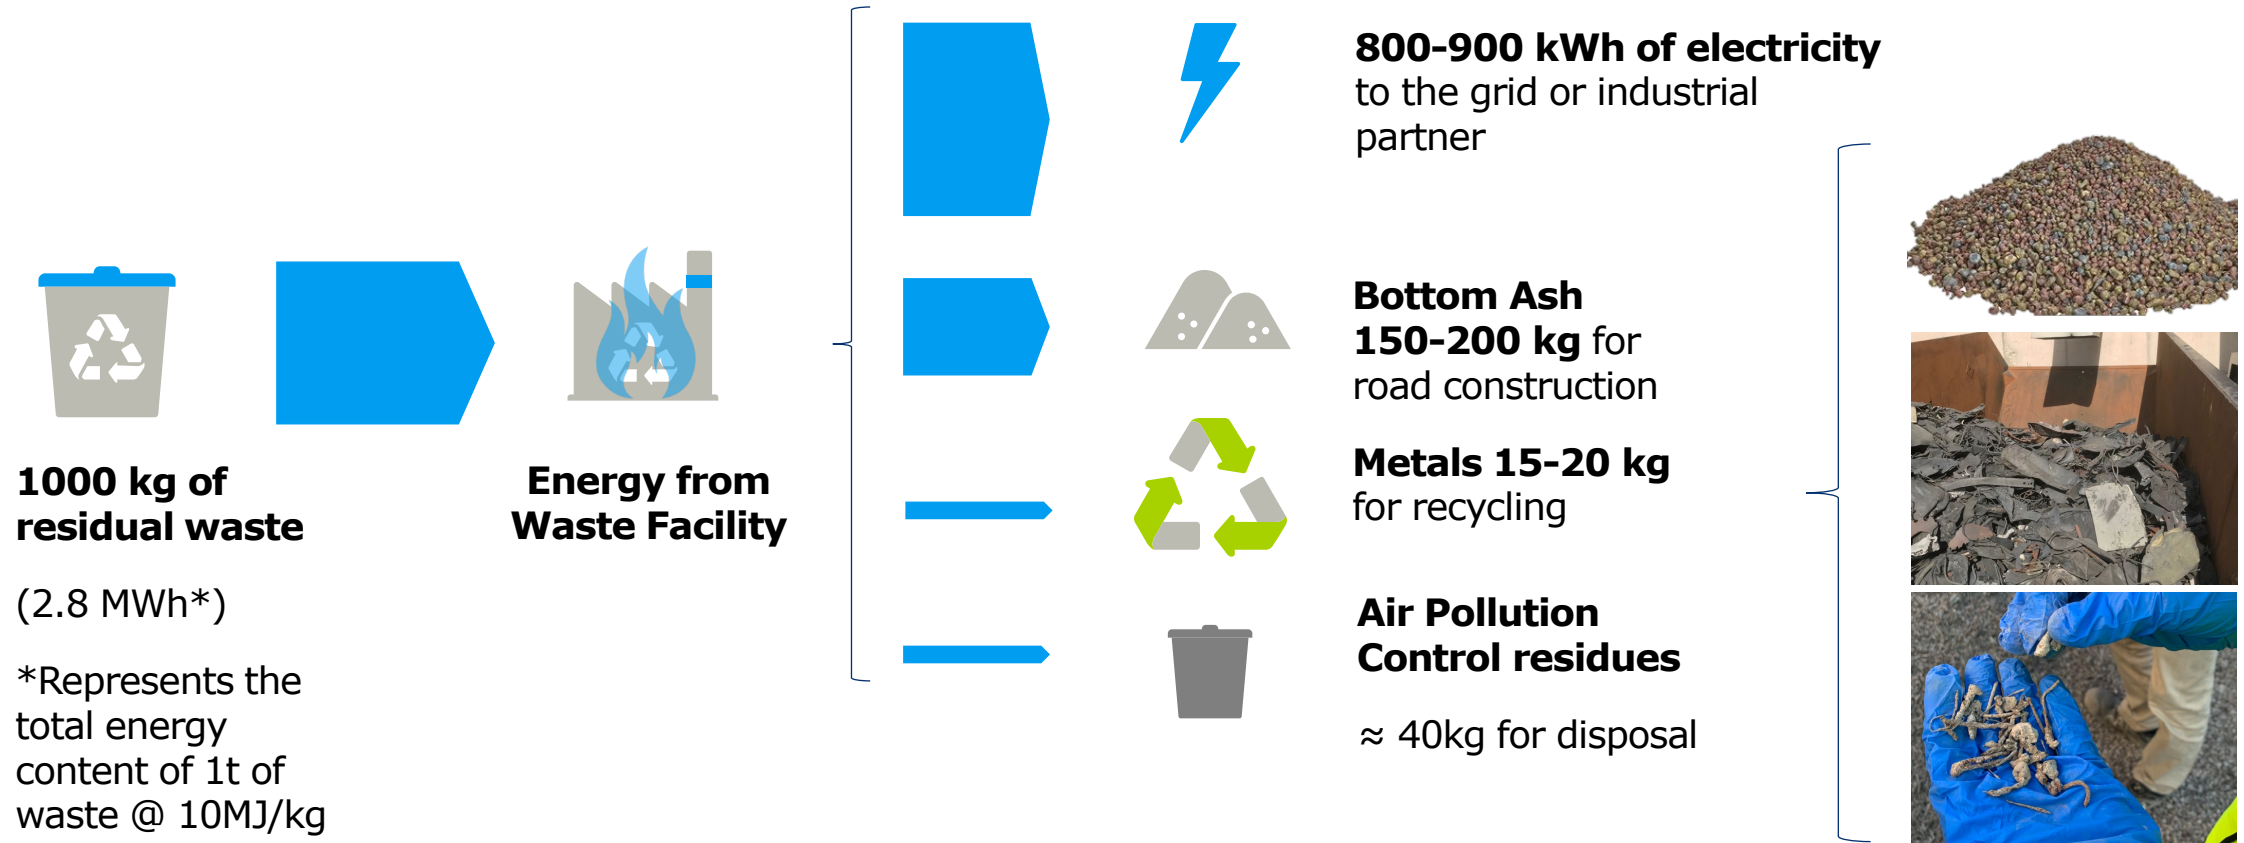 1000 kg of
residual waste
(2.8 MWh*)
*Represents the
total energy
content of 1t of
waste @ 10MJ/kg
Energy from
Waste Facility
800-900 kWh of electricity
to the grid or industrial
partner
Bottom Ash
150-200 kg for
road construction
Metals 15-20 kg
for recycling
Air Pollution
Control residues
≈ 40kg for disposal